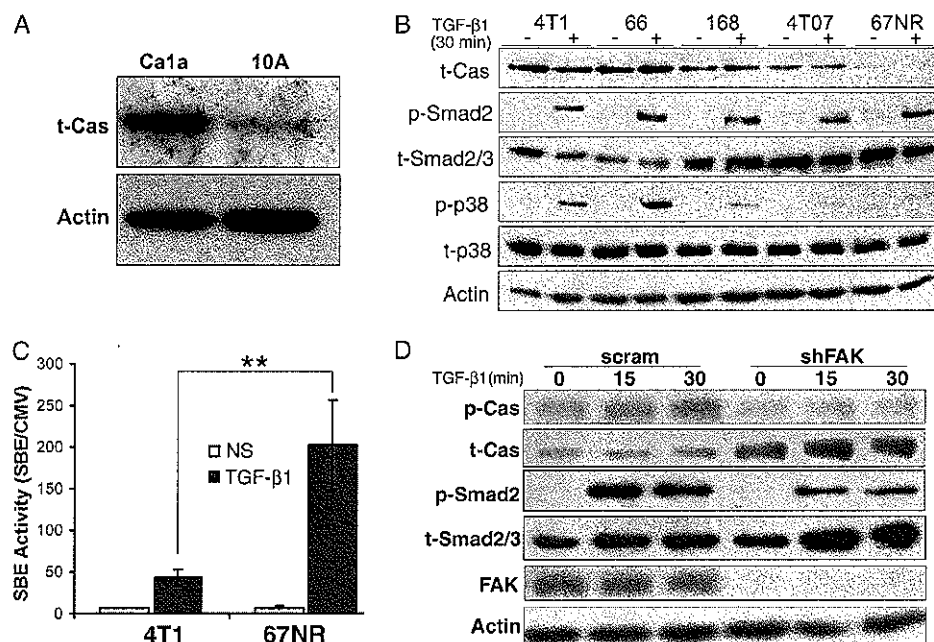 A
Ca1a 10A
t-Cas
Actin
B
TGF-β1 4T1 66 168 4T07 67NR
(30 min) - + - + - + - + - +
t-Cas
p-Smad2
t-Smad2/3
p-p38
t-p38
Actin
C
SBE Activity (SBE/CMV)
300
250
200
150
100
50
0
**
NS
TGF-β1
4T1 67NR
D
scram shFAK
TGF-β1(min) 0 15 30 0 15 30
p-Cas
t-Cas
p-Smad2
t-Smad2/3
FAK
Actin